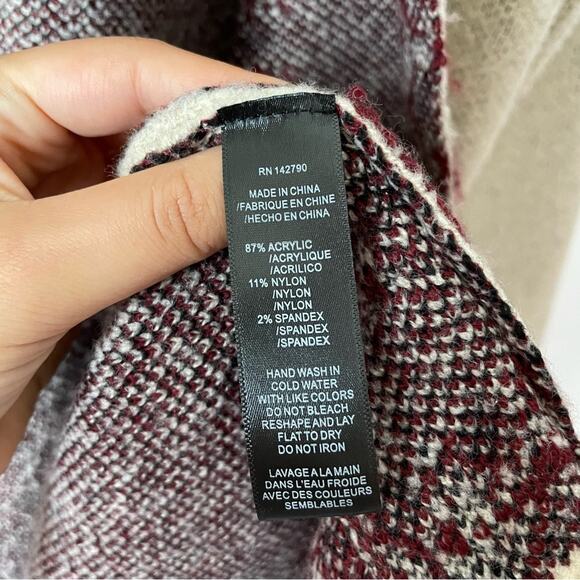 RN 142790
MADE IN CHINA
/FABRIQUE EN CHINE
/HECHO EN CHINA
87% ACRYLIC
/ACRYLIQUE
/ACRILICO
11% NYLON
/NYLON
/NYLON
2% SPANDEX
/SPANDEX
/SPANDEX
HAND WASH IN
COLD WATER
WITH LIKE COLORS
DO NOT BLEACH
RESHAPE AND LAY
FLAT TO DRY
DO NOT IRON
LAVAGE A LA MAIN
DANS L'EAU FROIDE
AVEC DES COULEURS
SEMBLABLES